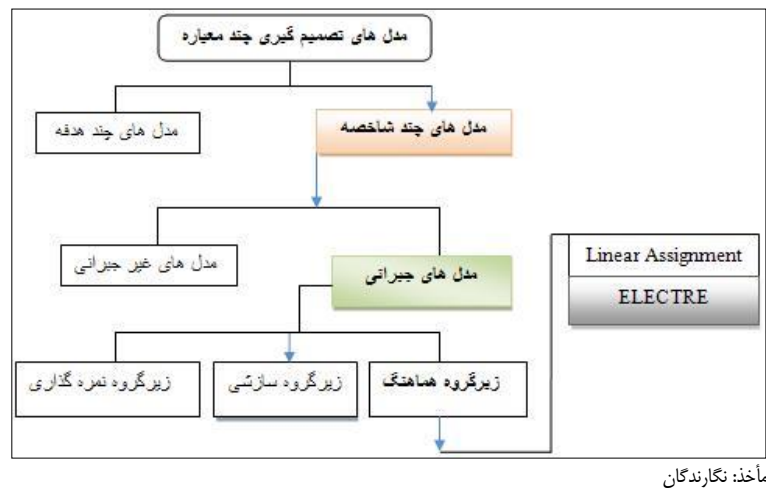 مدل های تصمیم گیری چند معیاره
مدل های چند شاخصه
مدل های چند هدفه
مدل های غیر جبرانی
مدل های جبرانی
Linear Assignment
ELECTRE
زیرگروه هماهنگ
زیرگروه سازشی
زیرگروه نمره گذاری
مأخذ: نگارندگان